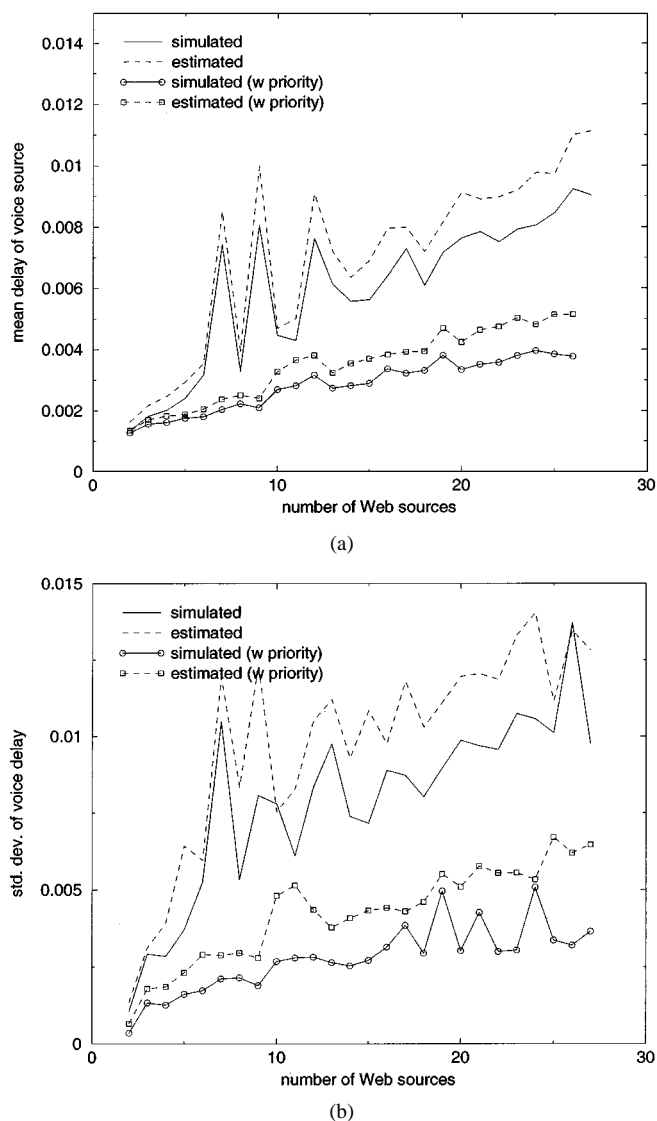 0.014
0.012
0.01
0.008
0.006
0.004
0.002
0
mean delay of voice source
simulated
estimated
simulated (w priority)
estimated (w priority)
0
10
20
30
number of Web sources
(a)
0.015
0.01
0.005
0
std. dev. of voice delay
simulated
estimated
simulated (w priority)
estimated (w priority)
0
10
20
30
number of Web sources
(b)